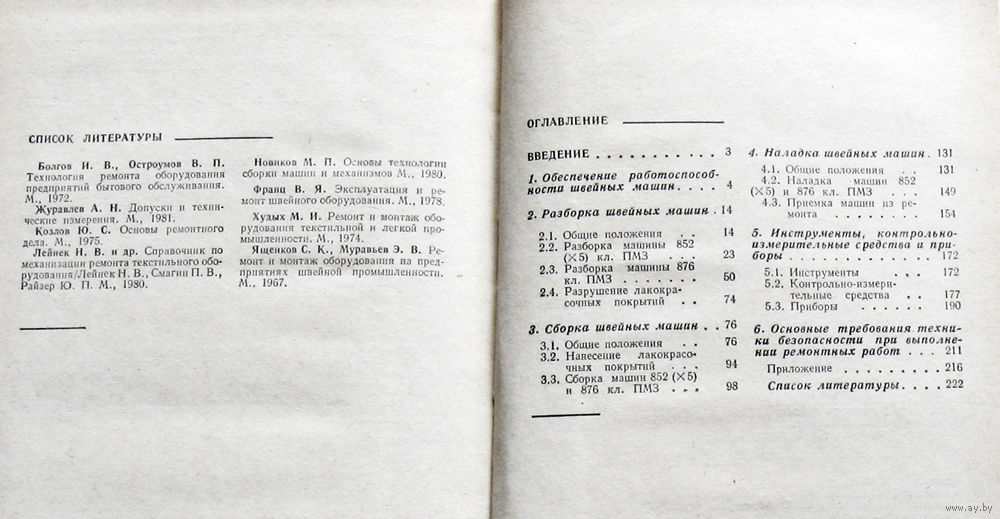 СПИСОК ЛИТЕРАТУРЫ
Болгов И. В., Остроумов В. П.
Технология ремонта оборудования
предприятий бытового обслуживания.
М., 1972.
Журавлев А. Н. Допуски и техни-
ческие измерения. М., 1981.
Козлов Ю. С. Основы ремонтного
дела. М., 1975.
Лейнек Н. В. и др. Справочник по
механизации ремонта текстильного обо-
рудования/Лейнек Н. В., Смагин П. В.,
Райзер Ю. П. М., 1980.
Новиков М. П. Основы технологии
сборки машин и механизмов М., 1980.
Франц В. Я. Эксплуатация и ре-
монт швейного оборудования. М., 1978.
Худых М. И. Ремонт и монтаж обо-
рудования текстильной и легкой про-
мышленности. М., 1974.
Ященков С. К., Муравьев Э. В. Ре-
монт и монтаж оборудования на пред-
приятиях швейной промышленности.
М., 1967.
ОГЛАВЛЕНИЕ
ВВЕДЕНИЕ . . . . . . . . . . . 3
1. Обеспечение работоспособ-
ности швейных машин . . . . 4
2. Разборка швейных машин . 14
2.1. Общие положения . . 14
2.2. Разборка машины 852
(X5) кл. ПМЗ . . . . 23
2.3. Разборка машины 876
кл. ПМЗ . . . . . . . 50
2.4. Разрушение лакокра-
сочных покрытий . . 74
3. Сборка швейных машин . . 76
3.1. Общие положения . . 76
3.2. Нанесение лакокрасо-
чных покрытий . . . . 94
3.3. Сборка машин 852 (X5)
и 876 кл. ПМЗ . . . 98
4. Наладка швейных машин . 131
4.1. Общие положения . . 131
4.2. Наладка машин 852
(X5) и 876 кл. ПМЗ . . . 149
4.3. Приемка машин из ре-
монта . . . . . . . . 154
5. Инструменты, контрольно-
измерительные средства и при-
боры . . . . . . . . . . . . 172
5.1. Инструменты . . . . 172
5.2. Контрольно-измери-
тельные средства . . 177
5.3. Приборы . . . . . . 190
6. Основные требования техни-
ки безопасности при выполне-
нии ремонтных работ . . . 211
Приложение . . . . . . . . 216
Список литературы . . . . 222
www.ay.by